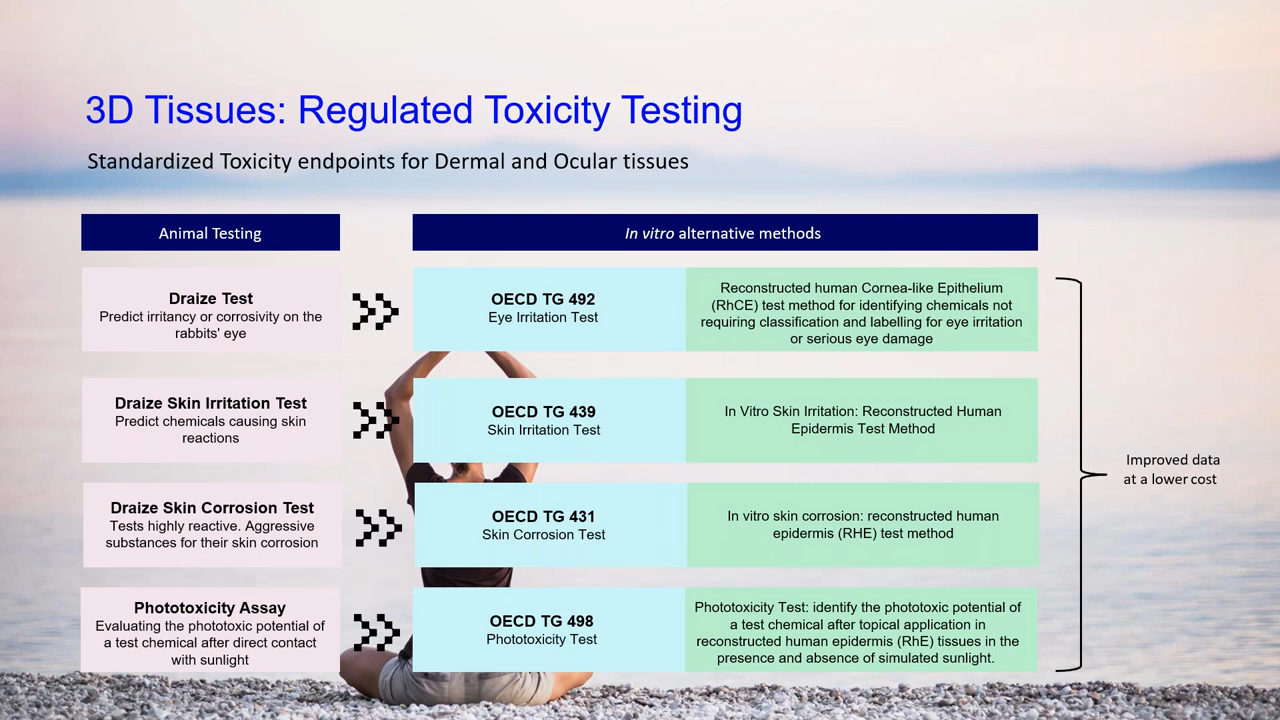 3D Tissues: Regulated Toxicity Testing
Standardized Toxicity endpoints for Dermal and Ocular tissues
Animal Testing
In vitro alternative methods
Draize Test
Predict irritancy or corrosivity on the
rabbits' eye
OECD TG 492
Eye Irritation Test
Reconstructed human Cornea-like Epithelium
(RhCE) test method for identifying chemicals not
requiring classification and labelling for eye irritation
or serious eye damage
Draize Skin Irritation Test
Predict chemicals causing skin
reactions
OECD TG 439
Skin Irritation Test
In Vitro Skin Irritation: Reconstructed Human
Epidermis Test Method
Draize Skin Corrosion Test
Tests highly reactive. Aggressive
substances for their skin corrosion
OECD TG 431
Skin Corrosion Test
In vitro skin corrosion: reconstructed human
epidermis (RHE) test method
Phototoxicity Assay
Evaluating the phototoxic potential of
a test chemical after direct contact
with sunlight
OECD TG 498
Phototoxicity Test
Phototoxicity Test: identify the phototoxic potential of
a test chemical after topical application in
reconstructed human epidermis (RhE) tissues in the
presence and absence of simulated sunlight.
Improved data
at a lower cost